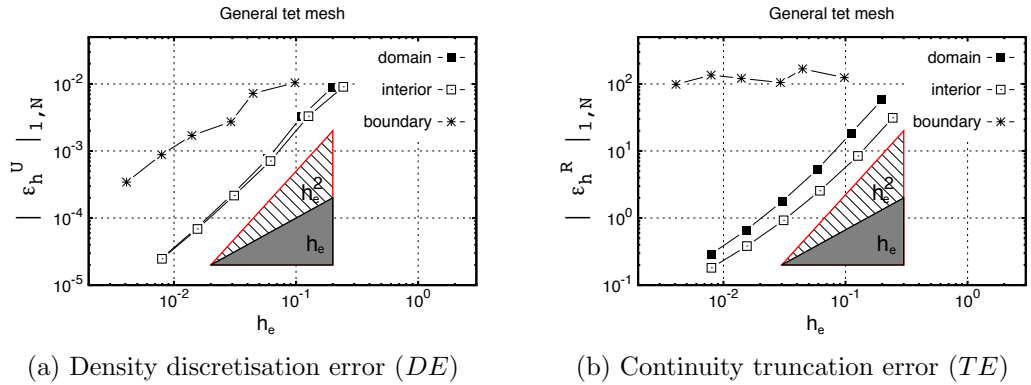 General tet mesh
domain
interior
boundary
10^-2
10^-3
10^-4
10^-5
| ε_h^U |_1,N
h_e^2
h_e
10^-2
10^-1
10^0
h_e
(a) Density discretisation error (DE)
General tet mesh
domain
interior
boundary
10^2
10^1
10^0
10^-1
| ε_h^R |_1,N
h_e^2
h_e
10^-2
10^-1
10^0
h_e
(b) Continuity truncation error (TE)